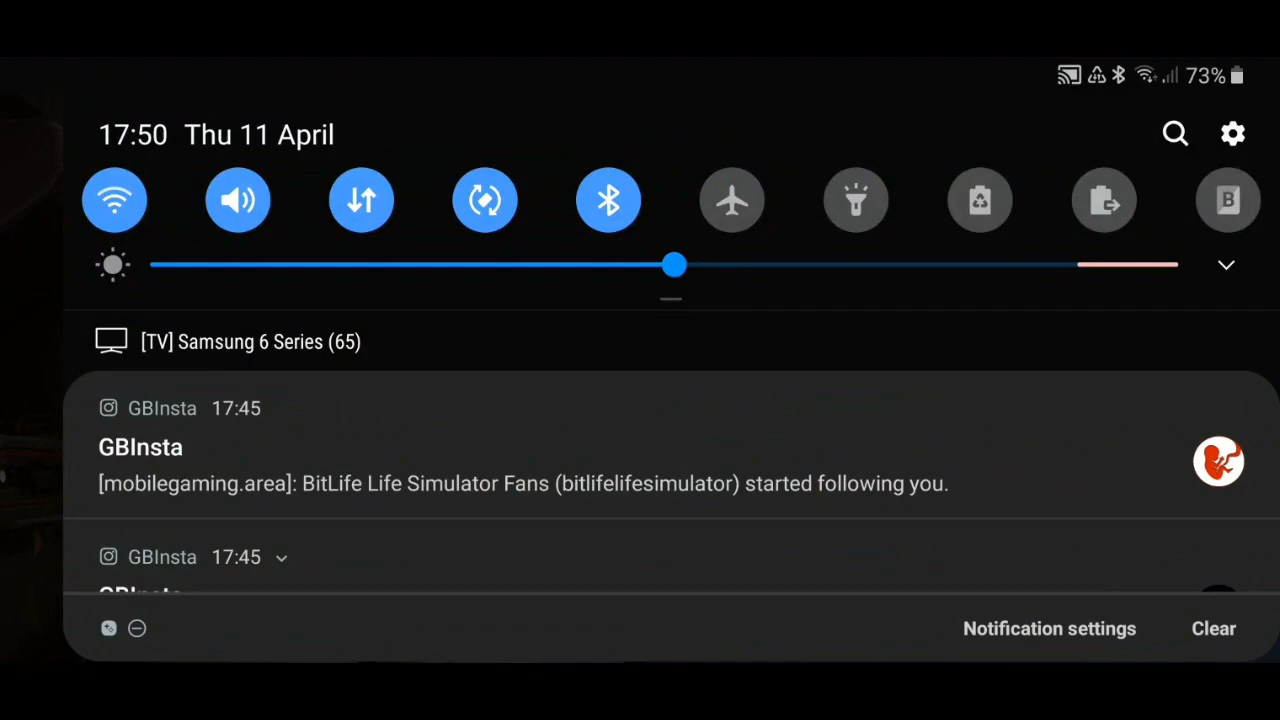 73%
17:50 Thu 11 April
B
[TV] Samsung 6 Series (65)
GBInsta 17:45
GBInsta
[mobilegaming.area]: BitLife Life Simulator Fans (bitlifelifesimulator) started following you.
GBInsta 17:45
GBInsta
Notification settings Clear